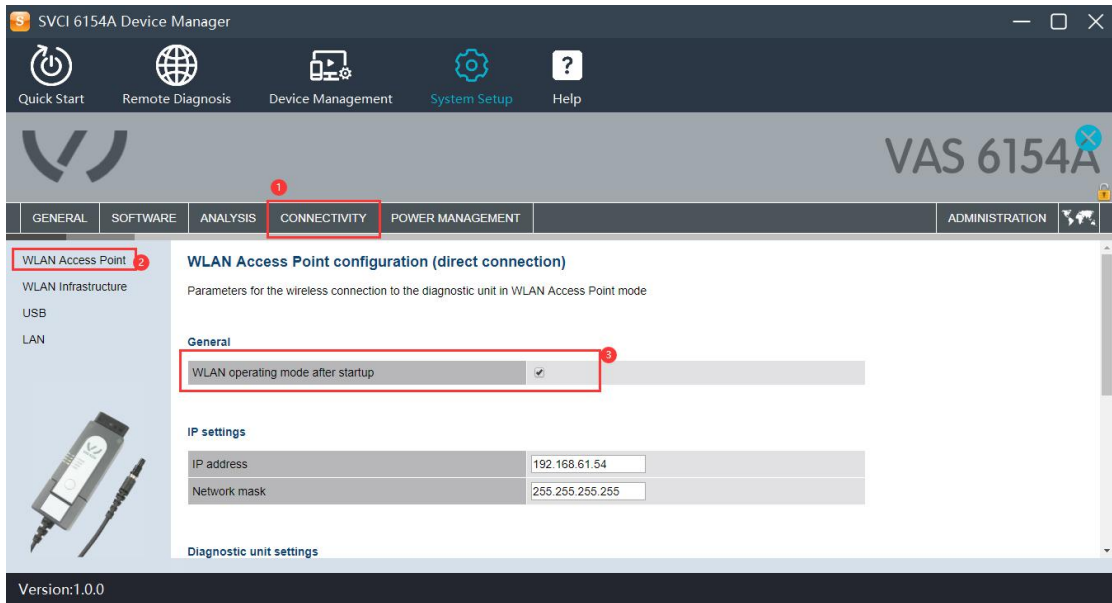 S SVCI 6154A Device Manager
Quick Start Remote Diagnosis Device Management System Setup ? Help
VAS 6154A
1
GENERAL SOFTWARE ANALYSIS CONNECTIVITY POWER MANAGEMENT ADMINISTRATION
WLAN Access Point 2
WLAN Infrastructure
USB
LAN
WLAN Access Point configuration (direct connection)
Parameters for the wireless connection to the diagnostic unit in WLAN Access Point mode
General
3
WLAN operating mode after startup
IP settings
IP address 192.168.61.54
Network mask 255.255.255.255
Diagnostic unit settings
Version:1.0.0